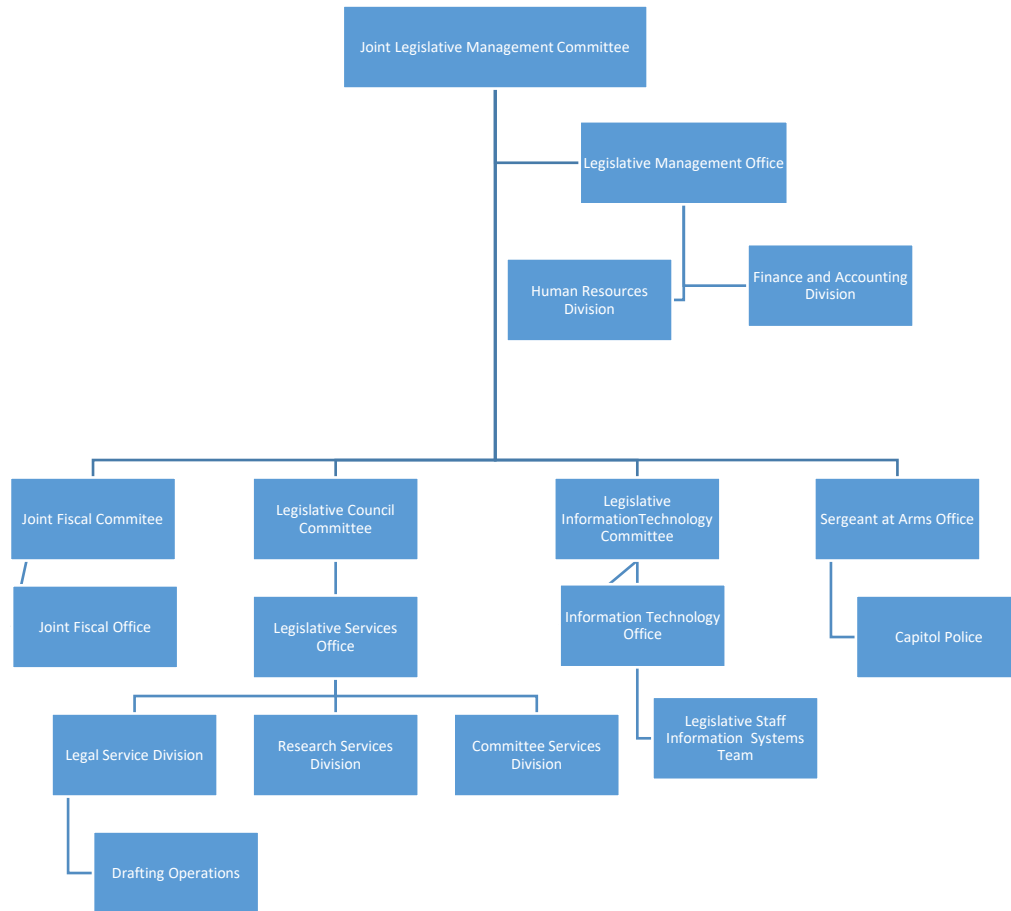 Joint Legislative Management Committee
Legislative Management Office
Human Resources
Division
Finance and Accounting
Division
Joint Fiscal Commitee
Legislative Council
Committee
Legislative
InformationTechnology
Committee
Sergeant at Arms Office
Joint Fiscal Office
Legislative Services
Office
Information Technology
Office
Capitol Police
Legal Service Division
Research Services
Division
Committee Services
Division
Legislative Staff
Information Systems
Team
Drafting Operations